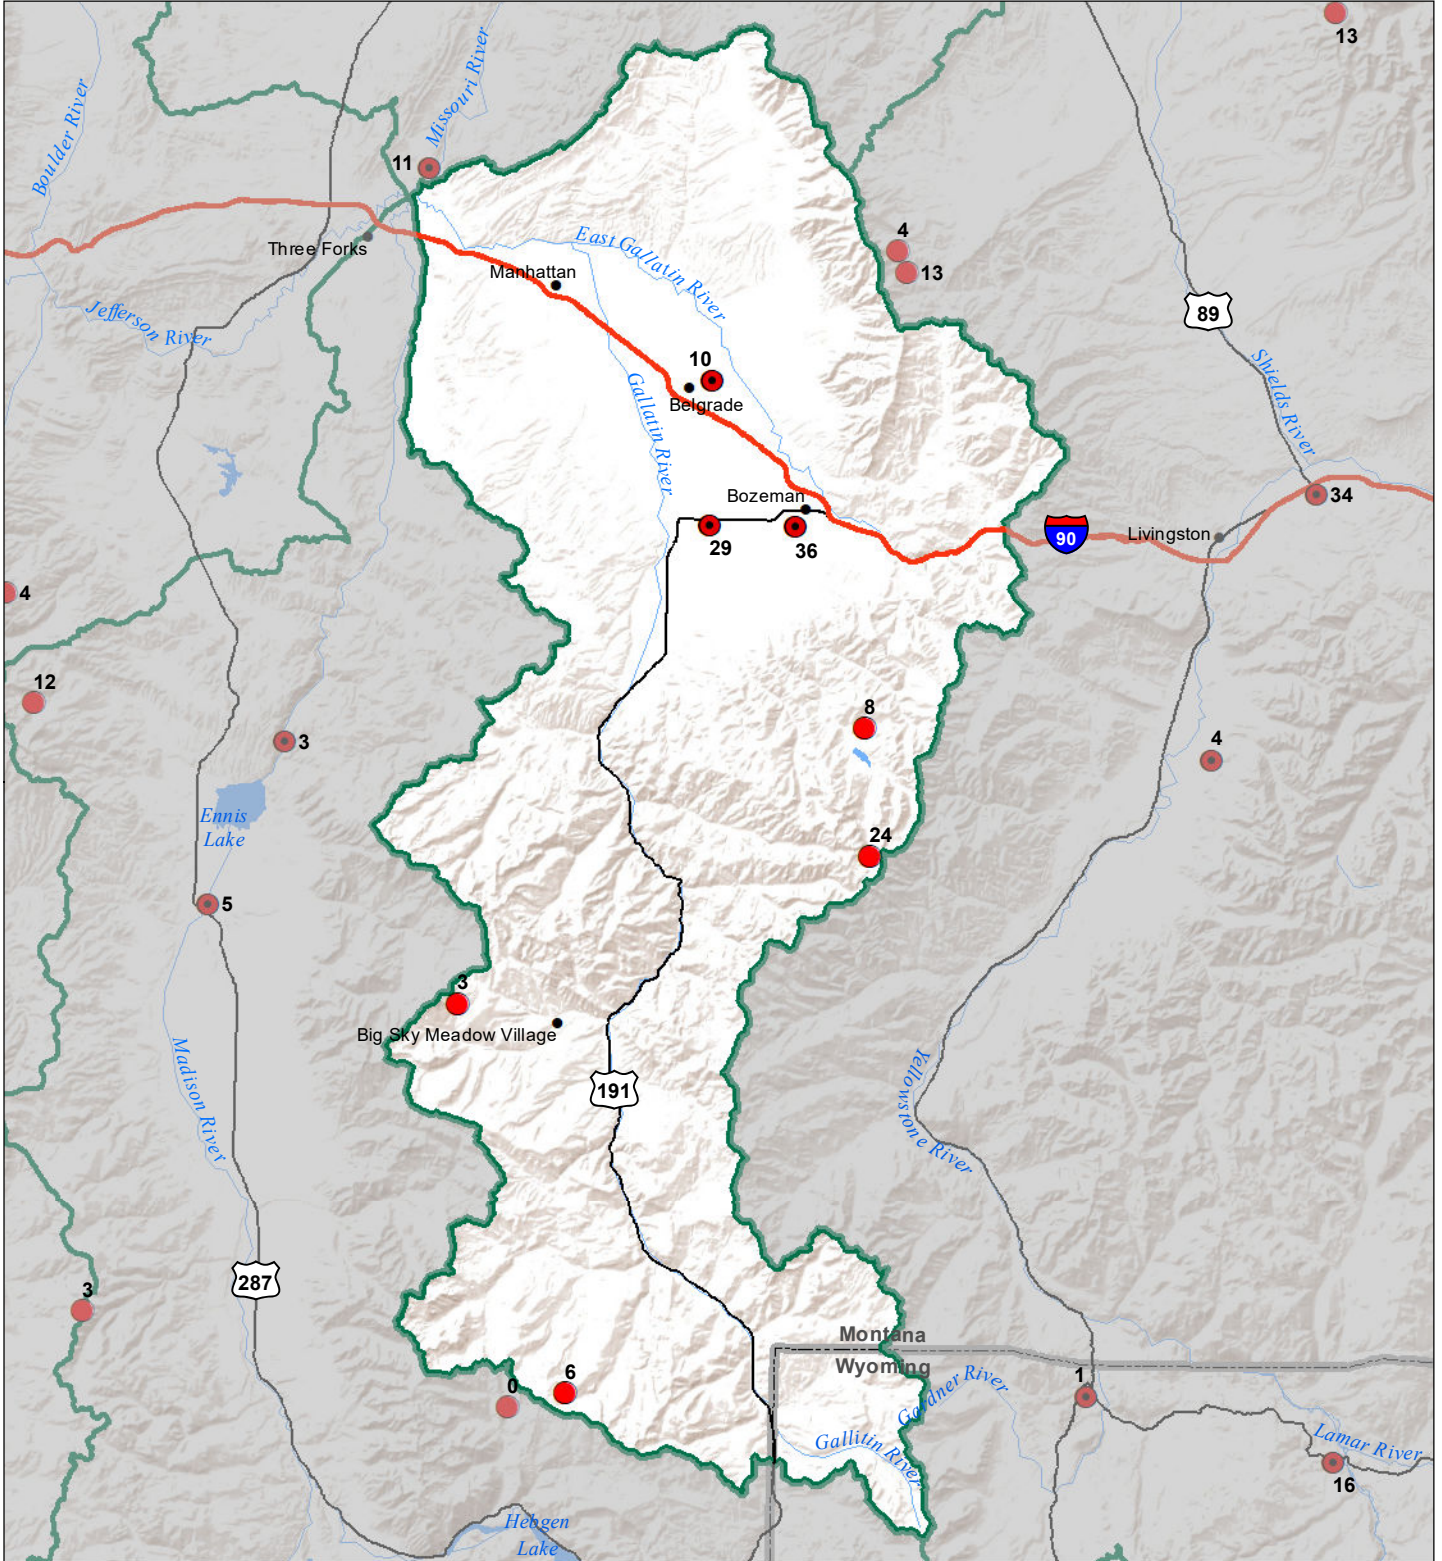 13
Missouri River
Boulder River
11
Three Forks
East Gallatin River
4
13
Manhattan
89
Jefferson River
Shields River
10
Belgrade
Gallatin River
Bozeman
34
29
36
90
Livingston
4
12
8
3
4
Ennis
Lake
24
5
3
Big Sky Meadow Village
Madison River
191
Yellowstone River
287
3
Montana
Wyoming
6
0
1
Gardner River
Gallitin River
Lamar River
16
Hebgen
Lake